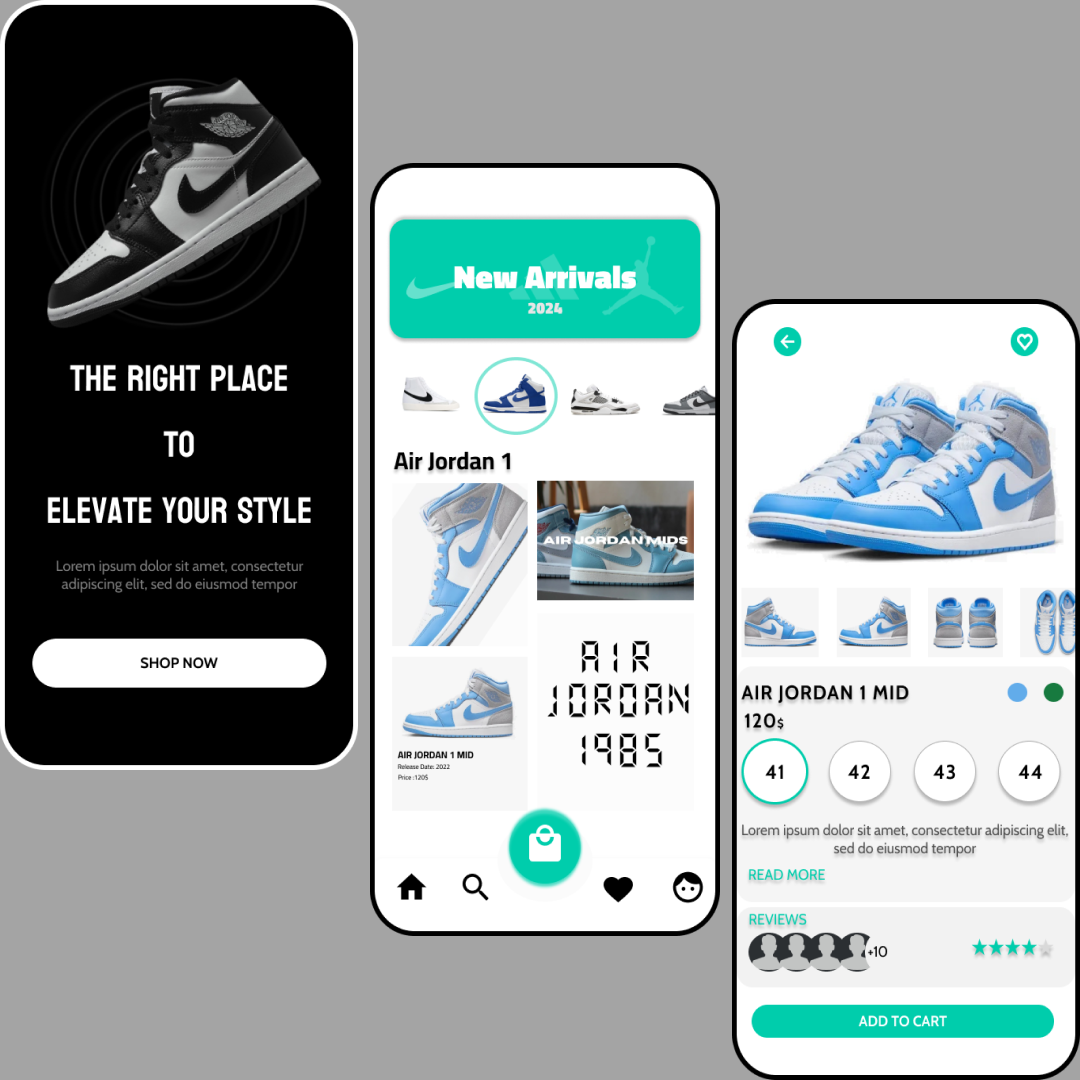 THE RIGHT PLACE
TO
ELEVATE YOUR STYLE
Lorem ipsum dolor sit amet, consectetur
adipiscing elit, sed do eiusmod tempor
SHOP NOW
New Arrivals
2024
Air Jordan 1
AIR JORDAN MIDS
AIR
JORDAN
1985
AIR JORDAN 1 MID
Release Date: 2022
Price :120$
AIR JORDAN 1 MID
120$
41 42 43 44
Lorem ipsum dolor sit amet, consectetur adipiscing elit,
sed do eiusmod tempor
READ MORE
REVIEWS
+10
ADD TO CART